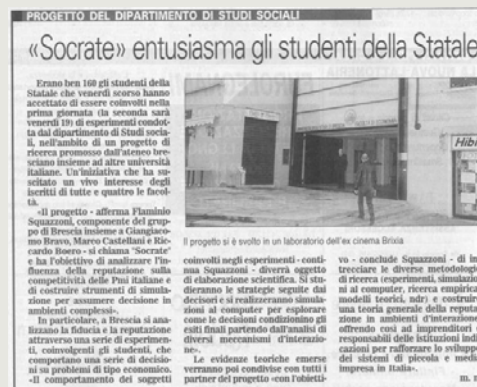 PROGETTO DEL DIPARTIMENTO DI STUDI SOCIALI
«Socrate» entusiasma gli studenti della Statale
Erano ben 160 gli studenti della
Statale che venerdì scorso hanno
accettato di essere coinvolti nella
prima giornata (la seconda sarà
venerdì 19) di esperimenti condot-
ta dal dipartimento di Studi socia-
li, nell'ambito di un progetto di
ricerca promosso dall'ateneo bre-
sciano insieme ad altre università
italiane. Un'iniziativa che ha su-
scitato un vivo interesse degli
iscritti di tutte e quattro le facol-
tà.
«Il progetto - afferma Flaminio
Squazzoni, componente del grup-
po di Brescia insieme a Giangiaco-
mo Bravo, Marco Castellani e Ric-
cardo Boero - si chiama "Socrate"
e ha l'obiettivo di analizzare l'in-
fluenza della reputazione sulla
competitività delle Pmi italiane e
di costruire strumenti di simula-
zione per assumere decisione in
ambienti complessi».
In particolare, a Brescia si ana-
lizzano la fiducia e la reputazione
attraverso una serie di esperimen-
ti, coinvolgenti gli studenti, che
comportano una serie di decisio-
ni su problemi di tipo economico.
«Il comportamento dei soggetti
Hibi
Il progetto si è svolto in un laboratorio dell'ex cinema Brixia
coinvolti negli esperimenti - conti-
nua Squazzoni - diverrà oggetto
di elaborazione scientifica. Si stu-
dieranno le strategie seguite dai
decisori e si realizzeranno simula-
zioni al computer per esplorare
come le decisioni condizionino gli
esiti finali partendo dall'analisi di
diversi meccanismi d'interazio-
ne».
Le evidenze teoriche emerse
verranno poi condivise con tutti i
partner del progetto «con l'obietti-
vo - conclude Squazzoni - di in
trecciare le diverse metodologi
di ricerca (esperimenti, simulazio
ni al computer, ricerca empirica
modelli teorici, ndr) e costruir
una teoria generale della reputa
zione in ambienti d'interazione
offrendo così ad imprenditori
responsabili delle istituzioni indi
cazioni per rafforzare lo sviluppo
dei sistemi di piccola e medi
impresa in Italia».